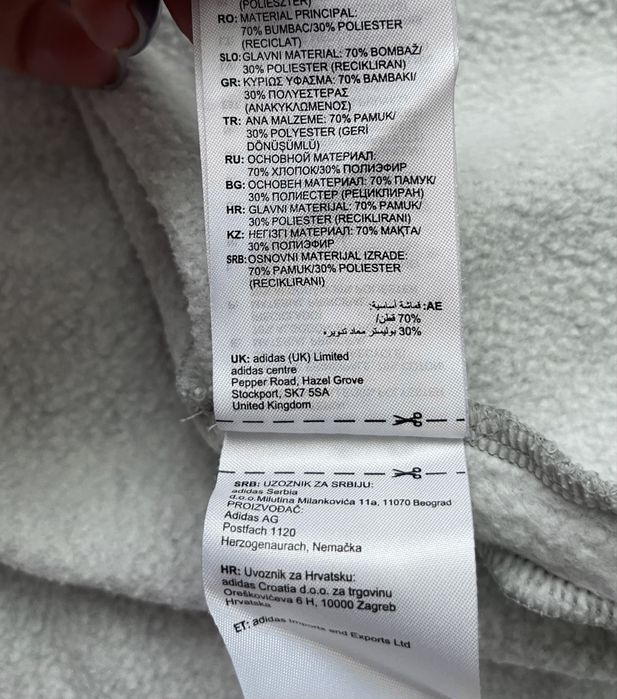 (POLIESZTER)
RO: MATERIAL PRINCIPAL:
70% BUMBAC/30% POLIESTER
(RECICLAT)
SLO: GLAVNI MATERIAL: 70% BOMBAŽ/
30% POLIESTER (RECIKLIRAN)
GR: ΚΥΡΙΩΣ ΥΦΑΣΜΑ: 70% ΒΑΜΒΑΚΙ/
30% ΠΟΛΥΕΣΤΕΡΑΣ
(ΑΝΑΚΥΚΛΩΜΕΝΟΣ)
TR: ANA MALZEME: 70% PAMUK/
30% POLYESTER (GERİ
DÖNÜŞÜMLÜ)
RU: ОСНОВНОЙ МАТЕРИАЛ:
70% ХЛОПОК/30% ПОЛИЭФИР
BG: ОСНОВЕН МАТЕРИАЛ: 70% ПАМУК/
30% ПОЛИЕСТЕР (РЕЦИКЛИРАН)
HR: GLAVNI MATERIJAL: 70% PAMUK/
30% POLIESTER (RECIKLIRANI)
KZ: НЕГІЗГІ МАТЕРИАЛ: 70% МАҚТА/
30% ПОЛИЭФИР
SRB: OSNOVNI MATERIJAL IZRADE:
70% PAMUK/30% POLIESTER
(RECIKLIRANI)
AE: قماشة أساسية:
70% قطن/
30% بوليستر معاد تدويره
UK: adidas (UK) Limited
adidas centre
Pepper Road, Hazel Grove
Stockport, SK7 5SA
United Kingdom
SRB: UZOZNIK ZA SRBIJU:
adidas Serbia
d.o.o.Milutina Milankovića 11a, 11070 Beograd
PROIZVOĐAČ:
Adidas AG
Postfach 1120
Herzogenaurach, Nemačka
HR: Uvoznik za Hrvatsku:
adidas Croatia d.o.o. za trgovinu
Oreškovićeva 6 H, 10000 Zagreb
Hrvatska
ET: adidas Imports and Exports Ltd